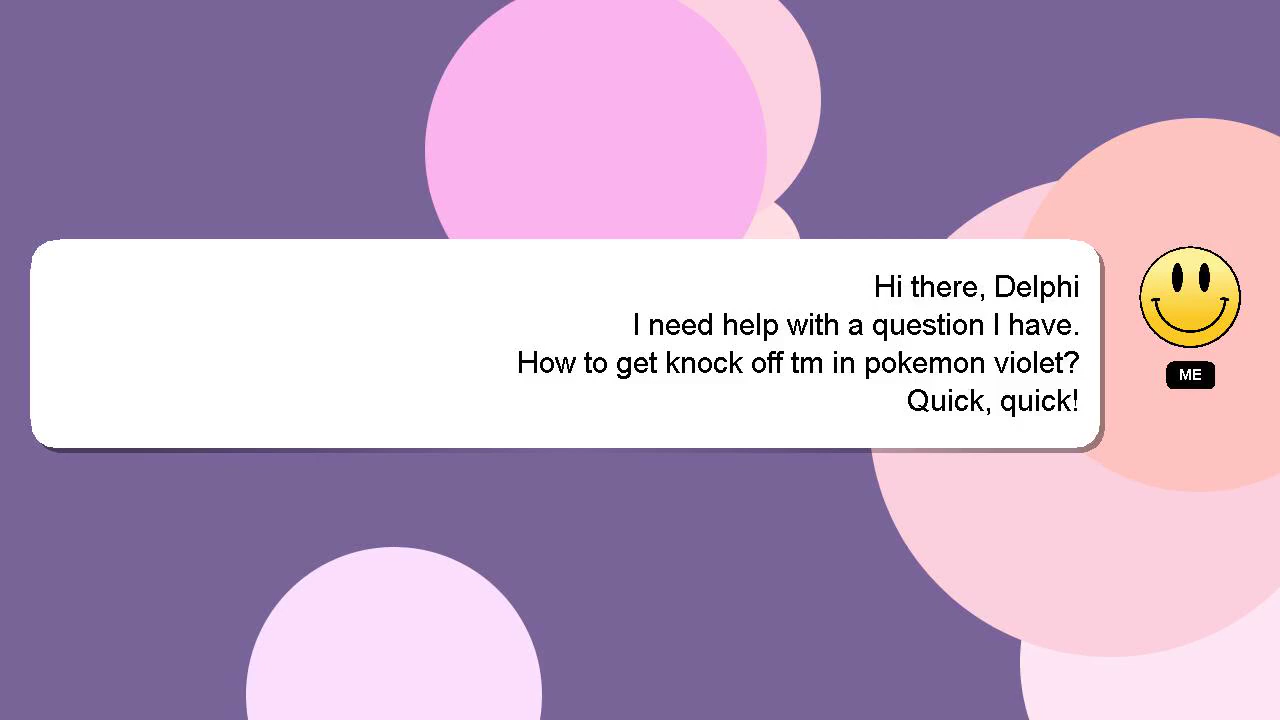 Hi there, Delphi
I need help with a question I have.
How to get knock off tm in pokemon violet?
Quick, quick!
ME